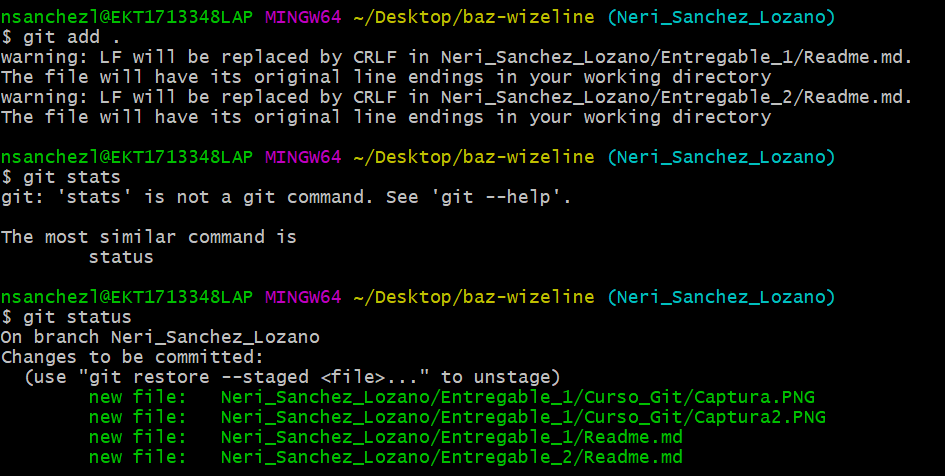 nsanchezl@EKT1713348LAP MINGW64 ~/Desktop/baz-wizeline (Neri_Sanchez_Lozano)
$ git add .
warning: LF will be replaced by CRLF in Neri_Sanchez_Lozano/Entregable_1/Readme.md.
The file will have its original line endings in your working directory
warning: LF will be replaced by CRLF in Neri_Sanchez_Lozano/Entregable_2/Readme.md.
The file will have its original line endings in your working directory

nsanchezl@EKT1713348LAP MINGW64 ~/Desktop/baz-wizeline (Neri_Sanchez_Lozano)
$ git stats
git: 'stats' is not a git command. See 'git --help'.

The most similar command is
        status

nsanchezl@EKT1713348LAP MINGW64 ~/Desktop/baz-wizeline (Neri_Sanchez_Lozano)
$ git status
On branch Neri_Sanchez_Lozano
Changes to be committed:
  (use "git restore --staged <file>..." to unstage)
        new file:   Neri_Sanchez_Lozano/Entregable_1/Curso_Git/Captura.PNG
        new file:   Neri_Sanchez_Lozano/Entregable_1/Curso_Git/Captura2.PNG
        new file:   Neri_Sanchez_Lozano/Entregable_1/Readme.md
        new file:   Neri_Sanchez_Lozano/Entregable_2/Readme.md